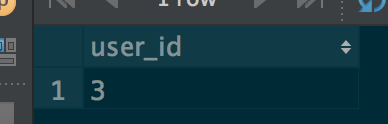 1 row
user_id
1 3